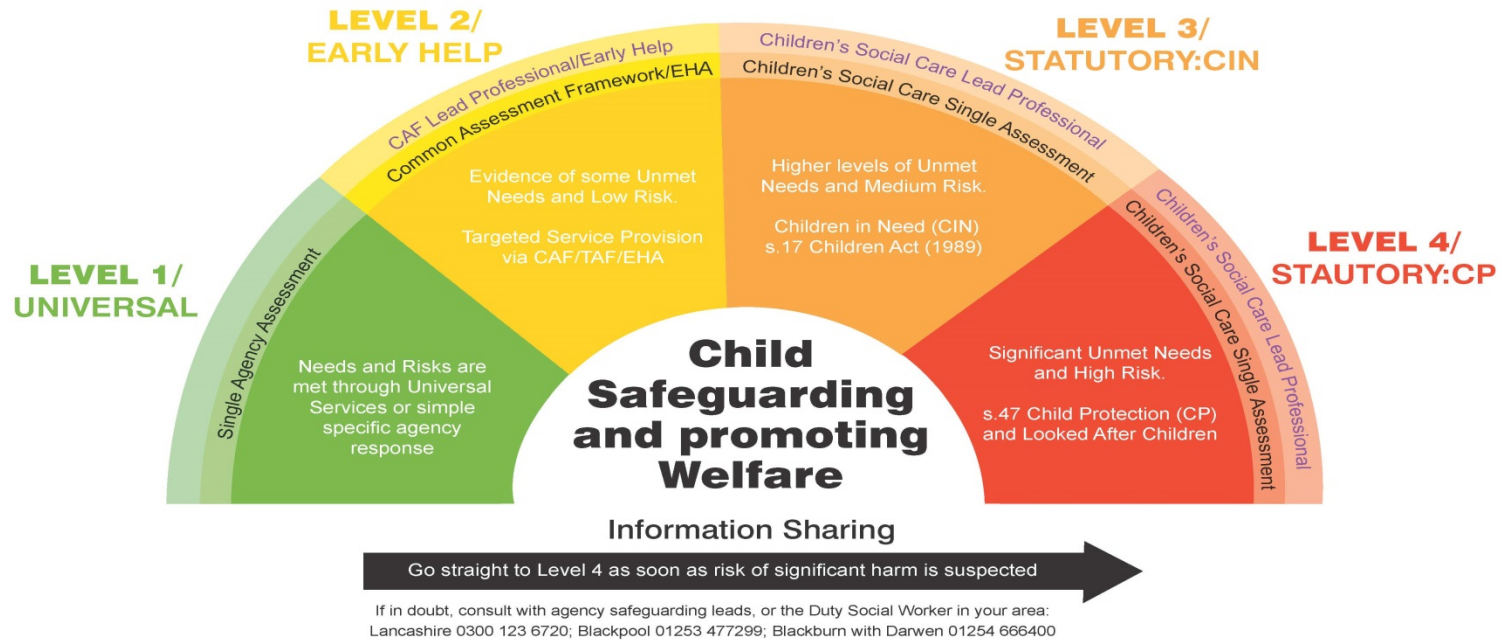 LEVEL 1/
UNIVERSAL
Single Agency Assessment
Needs and Risks are
met through Universal
Services or simple
specific agency
response
LEVEL 2/
EARLY HELP
CAF Lead Professional/Early Help
Common Assessment Framework/EHA
Evidence of some Unmet
Needs and Low Risk.
Targeted Service Provision
via CAF/TAF/EHA
LEVEL 3/
STATUTORY:CIN
Children's Social Care Lead Professional
Children's Social Care Single Assessment
Higher levels of Unmet
Needs and Medium Risk.
Children in Need (CIN)
s.17 Children Act (1989)
LEVEL 4/
STAUTORY:CP
Children's Social Care Lead Professional
Children's Social Care Single Assessment
Significant Unmet Needs
and High Risk.
s.47 Child Protection (CP)
and Looked After Children
Child
Safeguarding
and promoting
Welfare
Information Sharing
Go straight to Level 4 as soon as risk of significant harm is suspected
If in doubt, consult with agency safeguarding leads, or the Duty Social Worker in your area:
Lancashire 0300 123 6720; Blackpool 01253 477299; Blackburn with Darwen 01254 666400